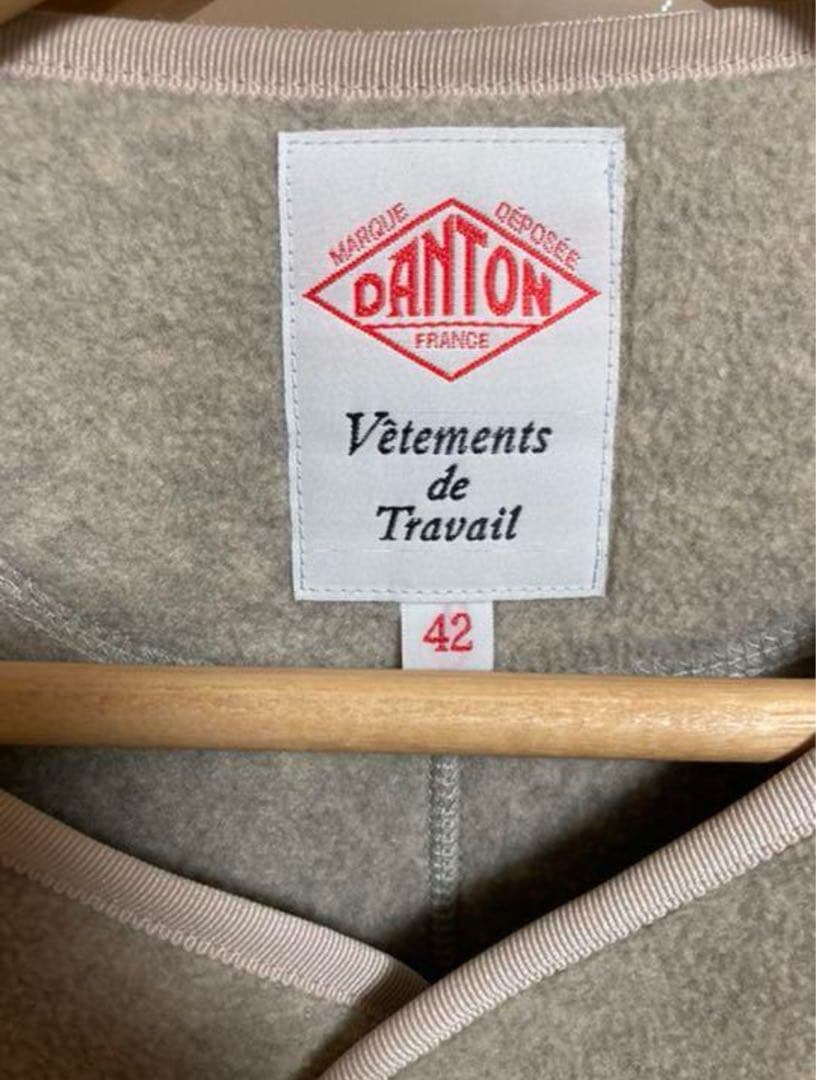 MARQUE DÉPOSÉE
DANTON
FRANCE
Vêtements
de
Travail
42